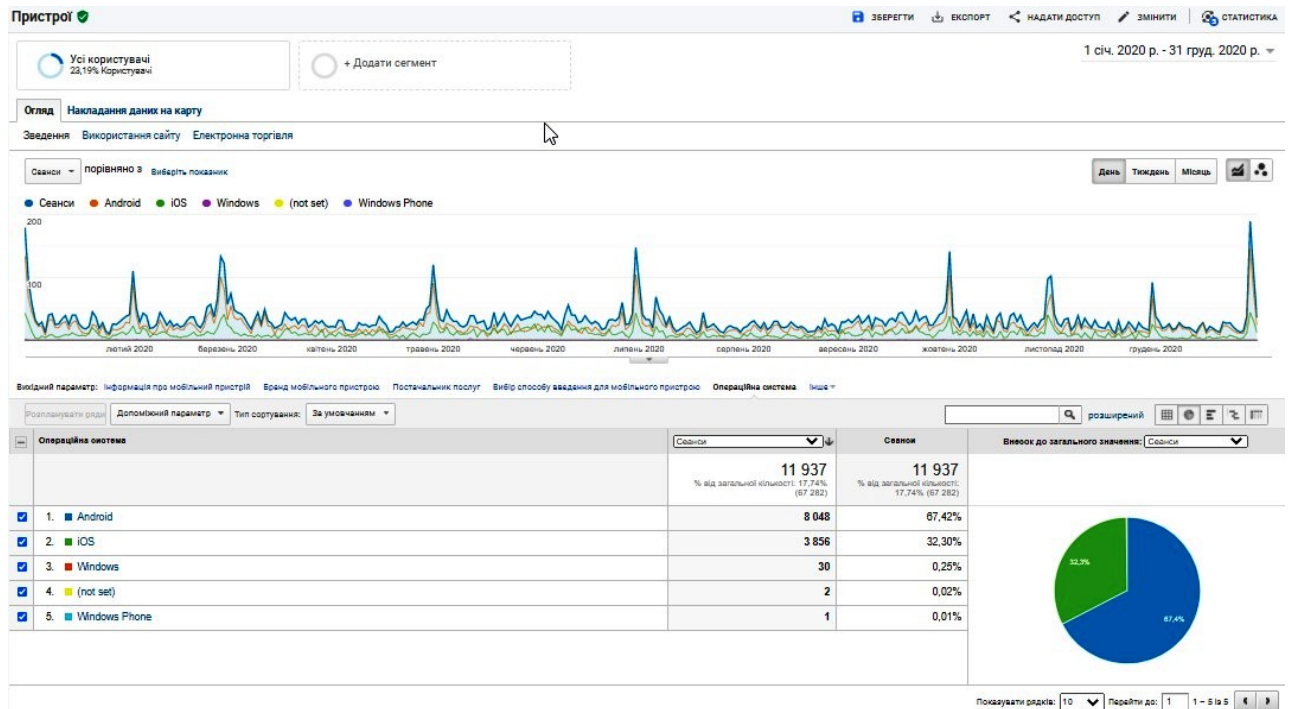 Пристрої
ЗБЕРЕГТИ ЕКСПОРТ НАДАТИ ДОСТУП ЗМІНИТИ СТАТИСТИКА
Усі користувачі
23,19% Користувачі
+ Додати сегмент
1 січ. 2020 р. - 31 груд. 2020 р.
Огляд Накладання даних на карту
Зведення Використання сайту Електронна торгівля
Сеанси порівняно з Виберіть показник
День Тиждень Місяць
Сеанси Android iOS Windows (not set) Windows Phone
200
100
лютий 2020 березень 2020 квітень 2020 травень 2020 червень 2020 липень 2020 серпень 2020 вересень 2020 жовтень 2020 листопад 2020 грудень 2020
Вихідний параметр: Інформація про мобільний пристрій Бренд мобільного пристрою Постачальник послуг Вибір способу введення для мобільного пристрою Операційна система Інше
Розпланувати ряди Допоміжний параметр Тип сортування: За умовчанням розширений
Операційна система Сеанси Сеанси Внесок до загального значення: Сеанси
11 937 11 937
% від загальної кількості: 17,74% (67 282) % від загальної кількості: 17,74% (67 282)
1. Android 8 048 67,42%
2. iOS 3 856 32,30%
3. Windows 30 0,25%
4. (not set) 2 0,02%
5. Windows Phone 1 0,01%
32,3%
67,4%
Показувати рядків: 10 Перейти до: 1 1 – 5 із 5